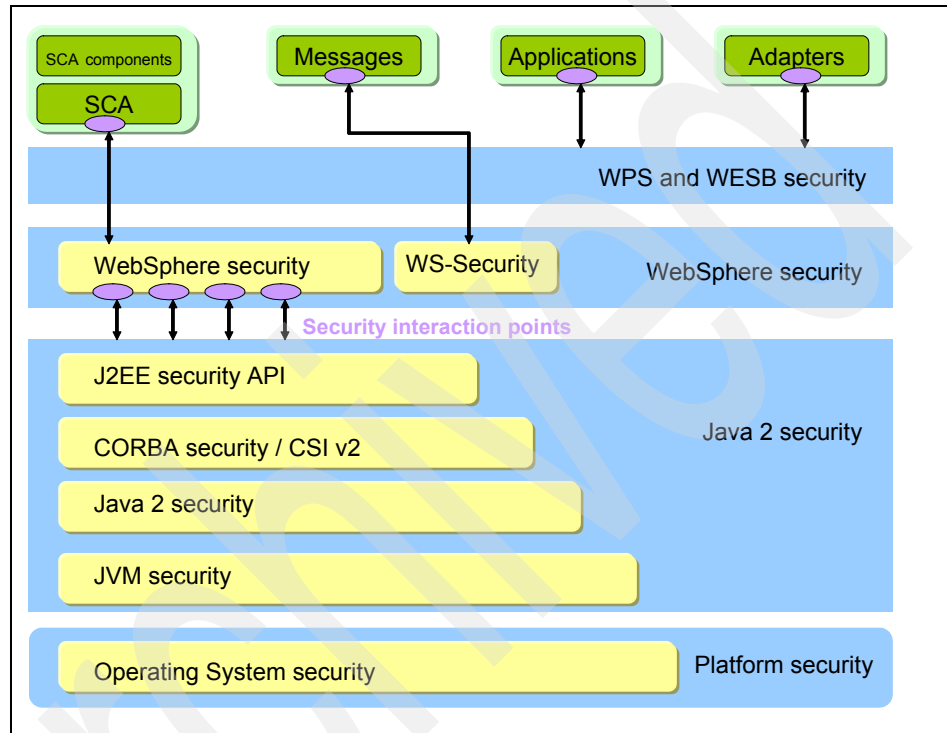 SCA components
SCA
Messages
Applications
Adapters
WPS and WESB security
WebSphere security
WS-Security
WebSphere security
Security interaction points
J2EE security API
CORBA security / CSI v2
Java 2 security
Java 2 security
JVM security
Operating System security
Platform security